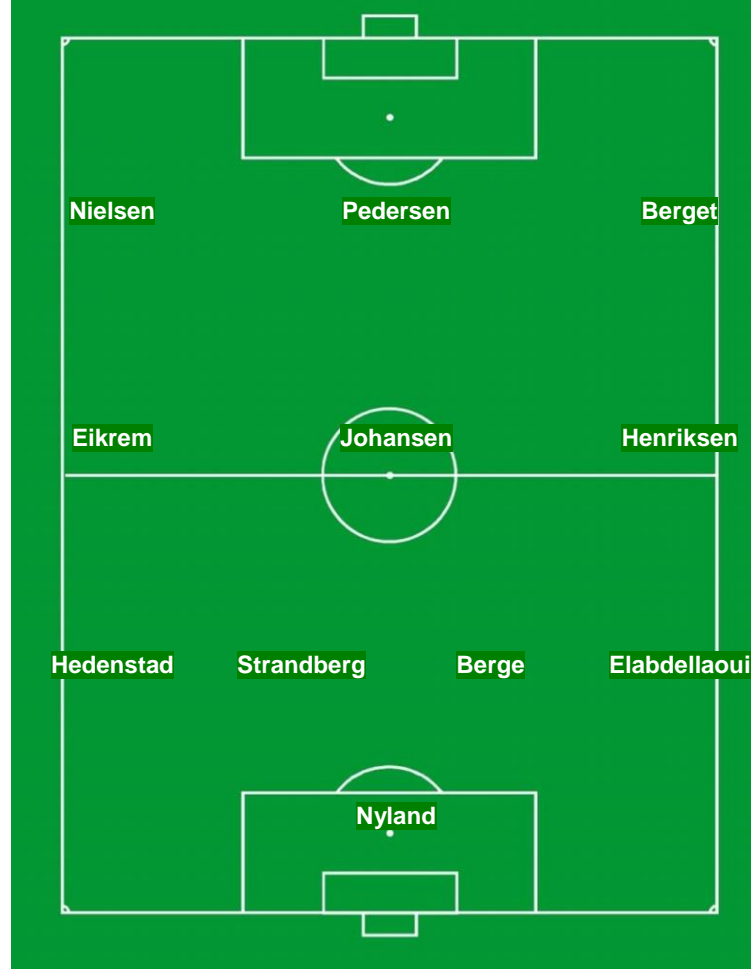 Nielsen Pedersen Berget
Eikrem Johansen Henriksen
Hedenstad Strandberg Berge Elabdellaoui
Nyland